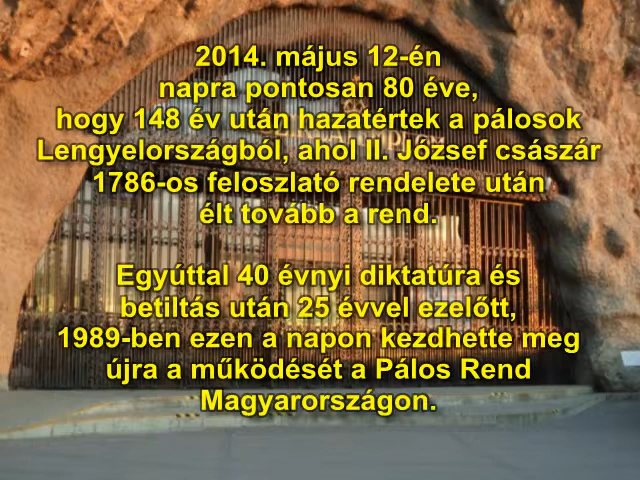 2014. május 12-én
napra pontosan 80 éve,
hogy 148 év után hazatértek a pálosok
Lengyelországból, ahol II. József császár
1786-os feloszlató rendelete után
élt tovább a rend.
Egyúttal 40 évnyi diktatúra és
betiltás után 25 évvel ezelőtt,
1989-ben ezen a napon kezdhette meg
újra a működését a Pálos Rend
Magyarországon.